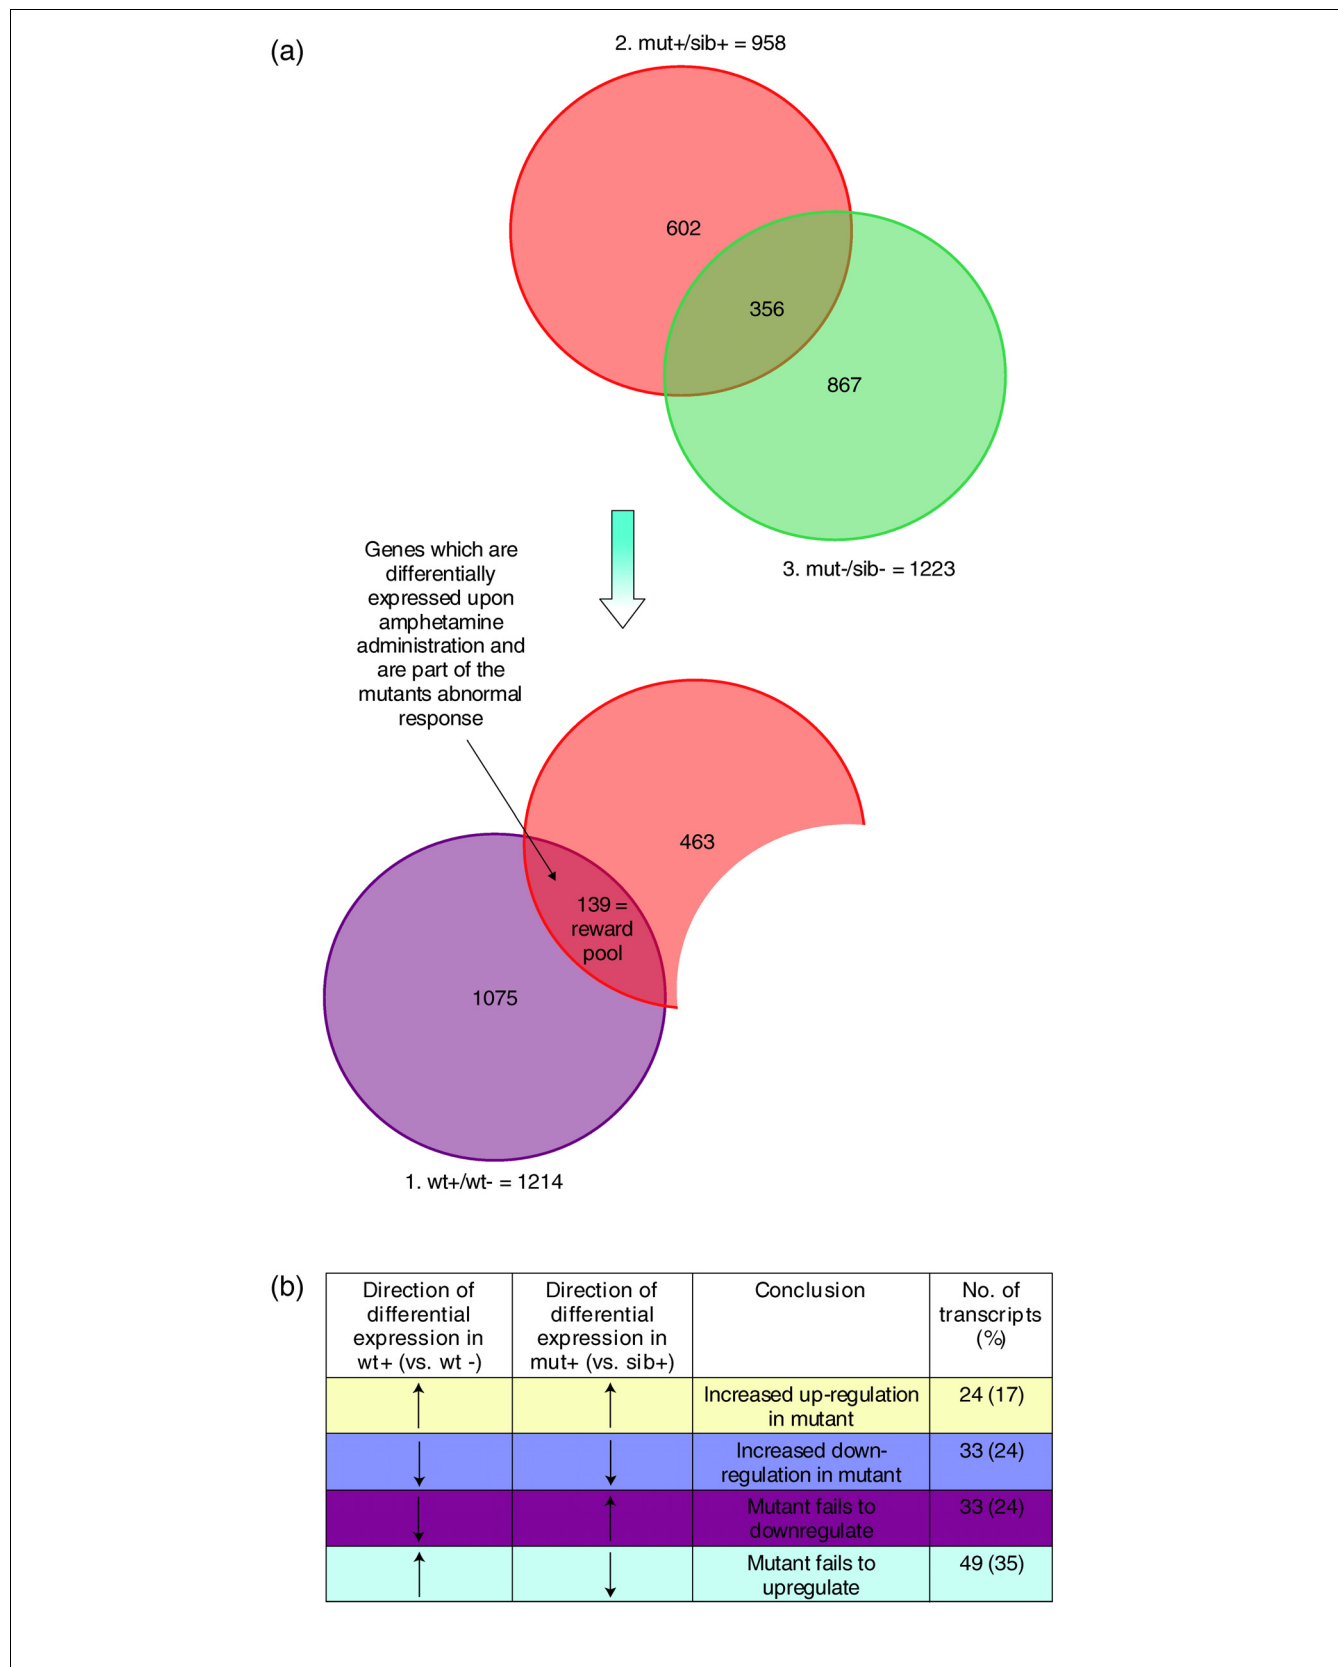 (a)
2. mut+/sib+ = 958
602
356
867
3. mut-/sib- = 1223
Genes which are
differentially
expressed upon
amphetamine
administration and
are part of the
mutants abnormal
response
463
139 =
reward
pool
1075
1. wt+/wt- = 1214
(b)
Direction of
differential
expression in
wt+ (vs. wt -)
Direction of
differential
expression in
mut+ (vs. sib+)
Conclusion
No. of
transcripts
(%)
Increased up-regulation
in mutant
24 (17)
Increased down-
regulation in mutant
33 (24)
Mutant fails to
downregulate
33 (24)
Mutant fails to
upregulate
49 (35)